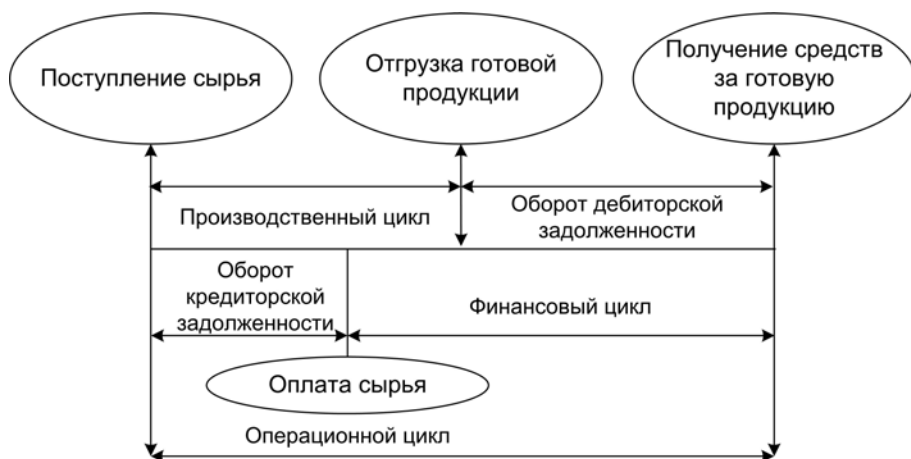 Поступление сырья
Отгрузка готовой
продукции
Получение средств
за готовую
продукцию
Производственный цикл
Оборот дебиторской
задолженности
Оборот
кредиторской
задолженности
Финансовый цикл
Оплата сырья
Операционной цикл